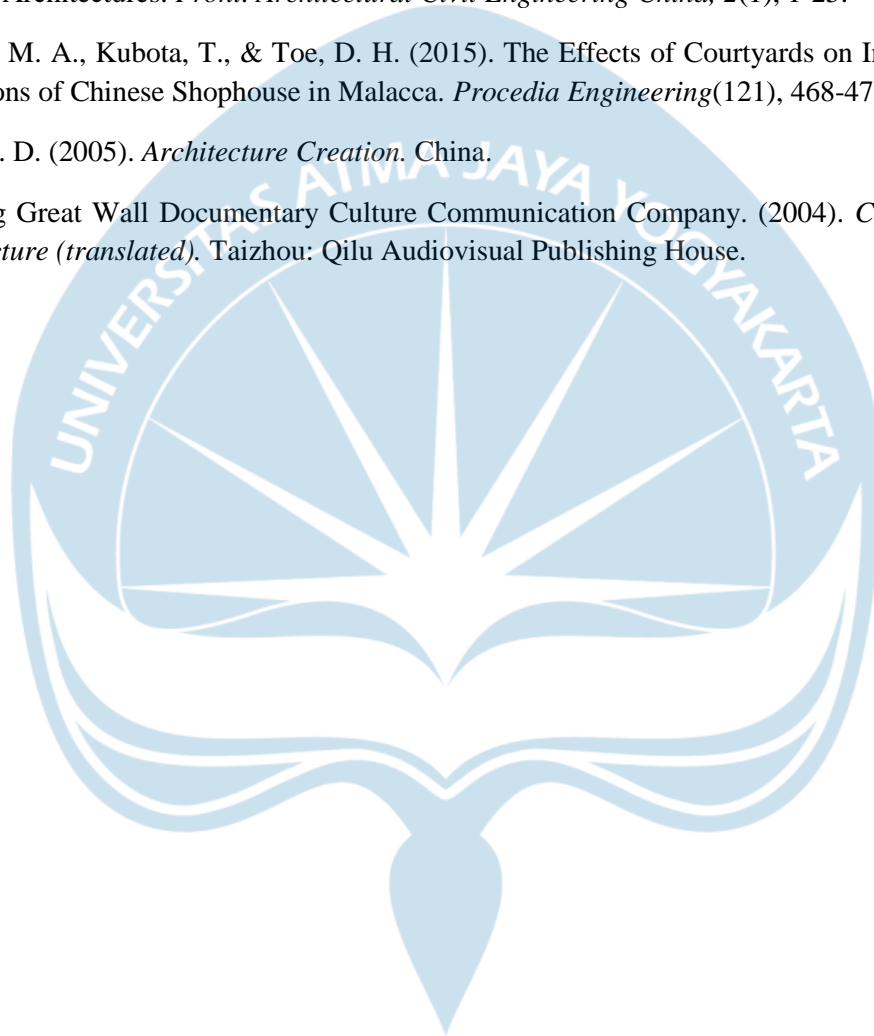 Architectures. Front. Architectural Civil Engineering China, 2(1), 1-23.
M. A., Kubota, T., & Toe, D. H. (2015). The Effects of Courtyards on
ons of Chinese Shophouse in Malacca. Procedia Engineering(121), 468-47
. D. (2005). Architecture Creation. China.
g Great Wall Documentary Culture Communication Company. (2004).
cture (translated). Taizhou: Qilu Audiovisual Publishing House.
UNIVERSITAS ATMA JAYA YOGYAKARTA